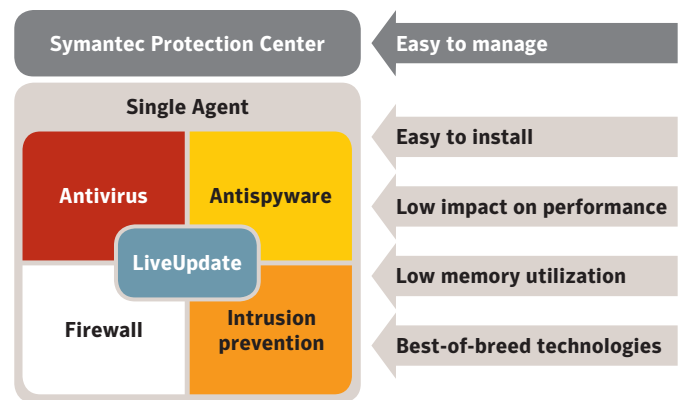 Symantec Protection Center
Easy to manage
Single Agent
Easy to install
Antivirus
Antispyware
Low impact on performance
LiveUpdate
Low memory utilization
Firewall
Intrusion
prevention
Best-of-breed technologies